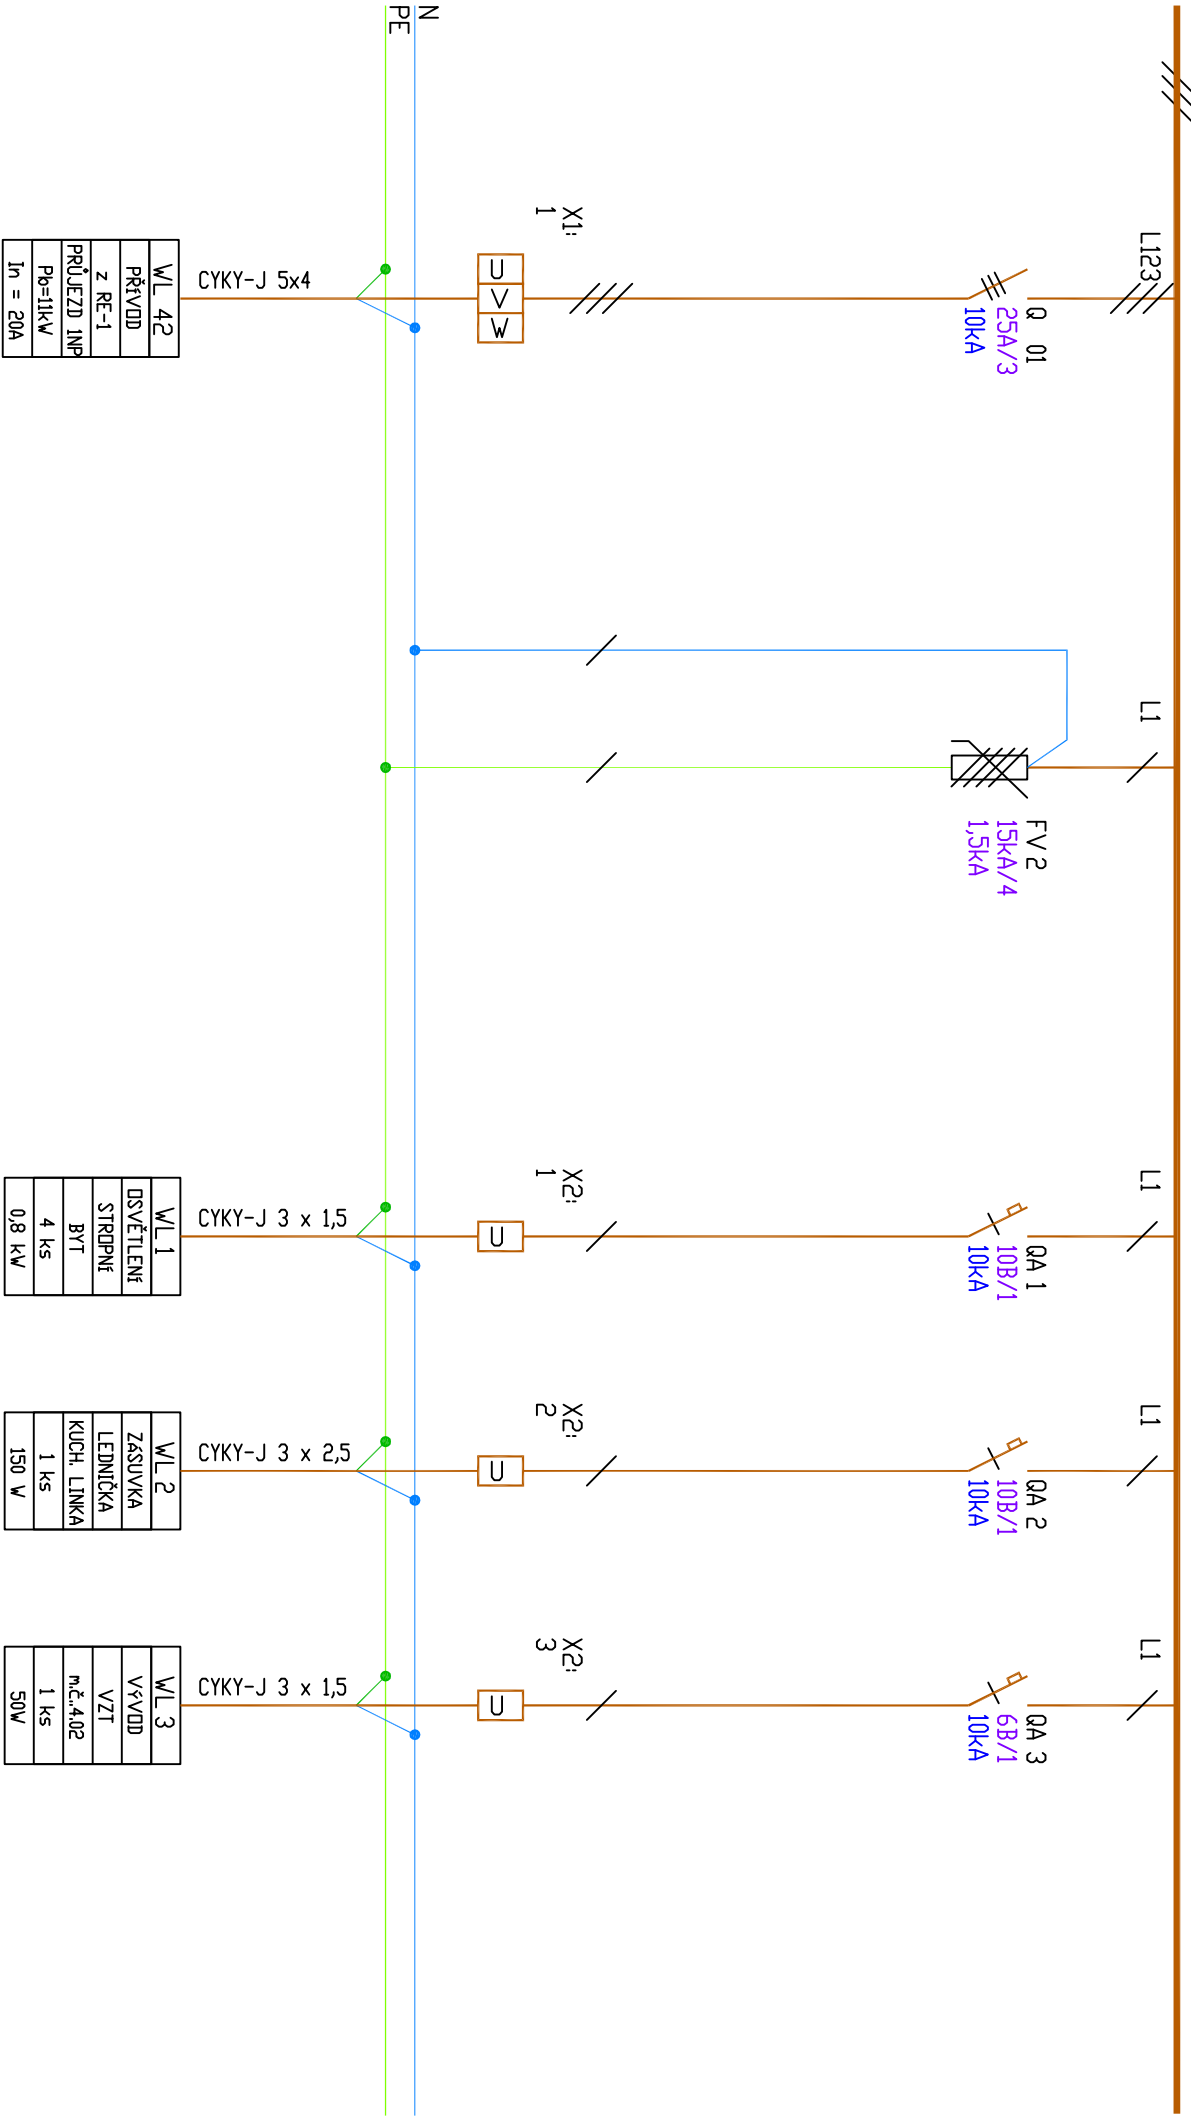 L123
Q 01
25A/3
10kA
X1:
1
U
V
W
N
PE
CYKY-J 5x4
WL 42
PŘÍVOD
z RE-1
PRŮJEZD 1NP
Pb=11kW
In = 20A
L1
FV 2
15kA/4
1,5kA
L1
QA 1
10B/1
10kA
X2:
1
U
CYKY-J 3 x 1,5
WL 1
OSVĚTLENÍ
STROPNÍ
BYT
4 ks
0,8 kW
L1
QA 2
10B/1
10kA
X2:
2
U
CYKY-J 3 x 2,5
WL 2
ZÁSUVKA
LEDNIČKA
KUCH. LINKA
1 ks
150 W
L1
QA 3
6B/1
10kA
X2:
3
U
CYKY-J 3 x 1,5
WL 3
VÝVOD
VZT
m.č.4.02
1 ks
50W